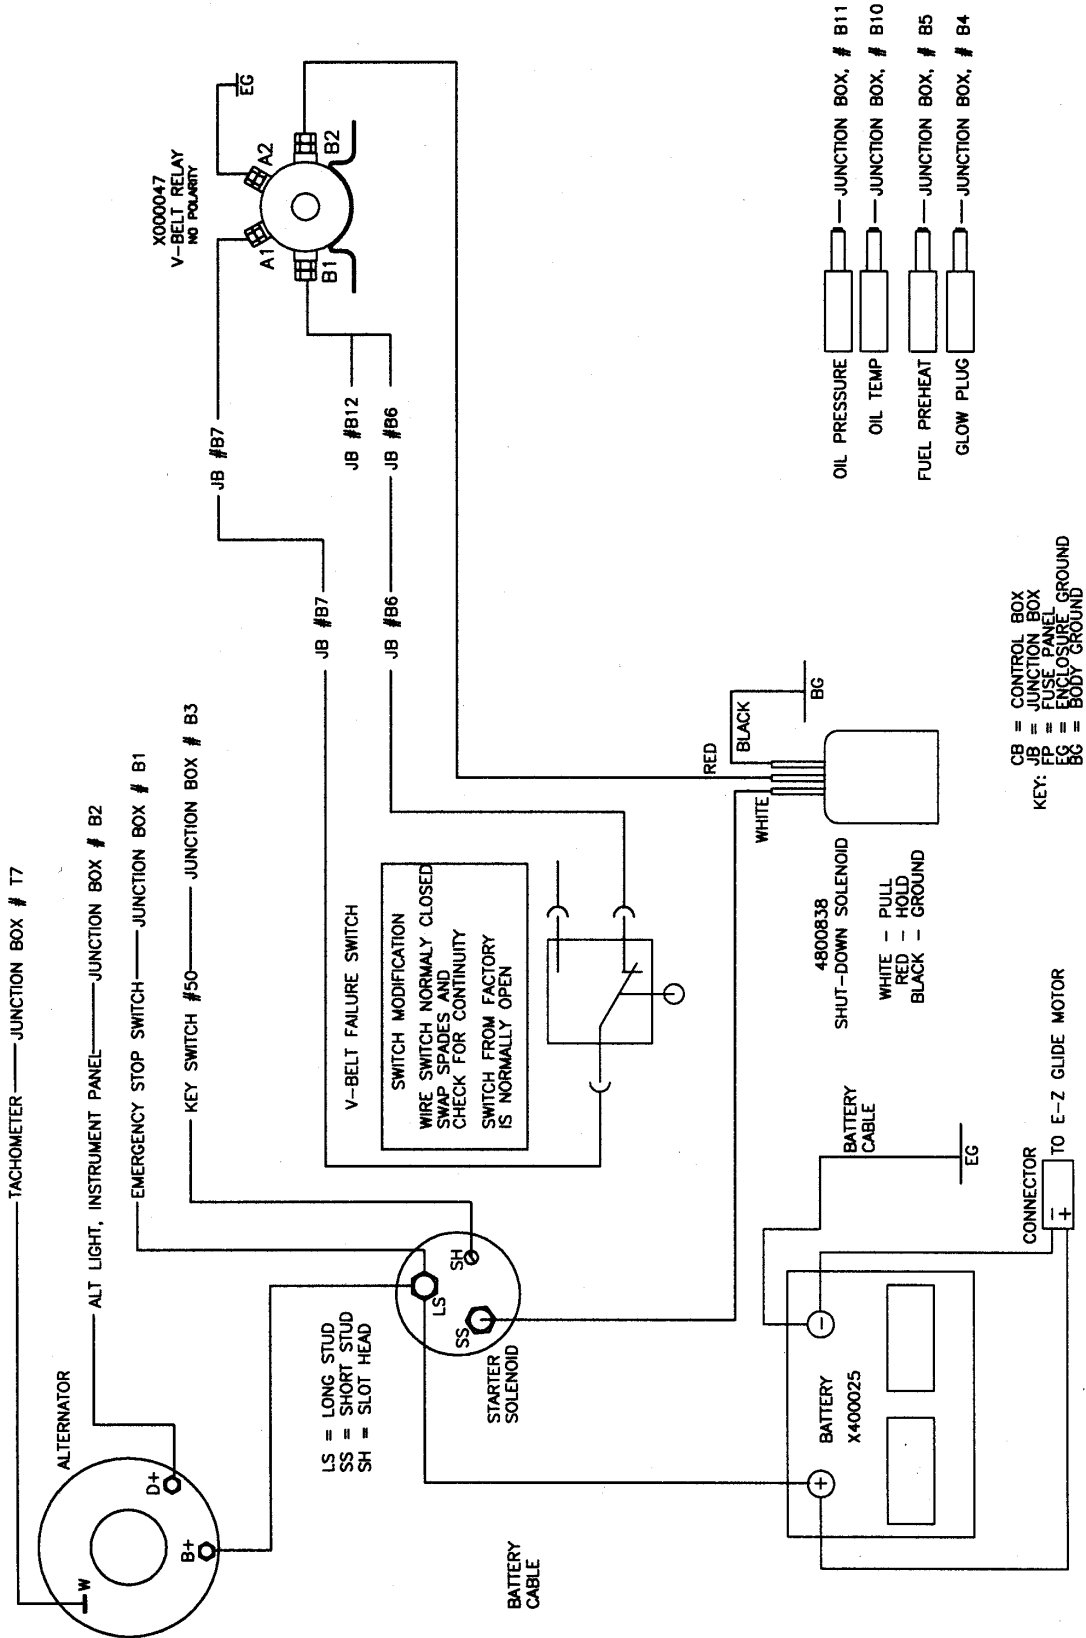 TACHOMETER JUNCTION BOX # T7
ALT LIGHT, INSTRUMENT PANEL JUNCTION BOX # B2
EMERGENCY STOP SWITCH JUNCTION BOX # B1
KEY SWITCH #50 JUNCTION BOX # B3
ALTERNATOR
W
B+
D+
X000047
V-BELT RELAY
NO POLARITY
EG
A1
A2
B1
B2
JB #B7
JB #B7
JB #B12
JB #B6
JB #B6
V-BELT FAILURE SWITCH
SWITCH MODIFICATION
WIRE SWITCH NORMALY CLOSED
SWAP SPADES AND
CHECK FOR CONTINUITY
SWITCH FROM FACTORY
IS NORMALLY OPEN
LS = LONG STUD
SS = SHORT STUD
SH = SLOT HEAD
LS
SH
SS
STARTER
SOLENOID
BATTERY
CABLE
RED
BLACK
WHITE
BG
4800838
SHUT-DOWN SOLENOID
WHITE - PULL
RED - HOLD
BLACK - GROUND
BATTERY
CABLE
EG
BATTERY
X400025
+
-
CONNECTOR
-
+
TO E-Z GLIDE MOTOR
OIL PRESSURE JUNCTION BOX, # B11
OIL TEMP JUNCTION BOX, # B10
FUEL PREHEAT JUNCTION BOX, # B5
GLOW PLUG JUNCTION BOX, # B4
CB = CONTROL BOX
KEY: JB = JUNCTION BOX
FP = FUSE PANEL
EG = ENCLOSURE GROUND
BG = BODY GROUND